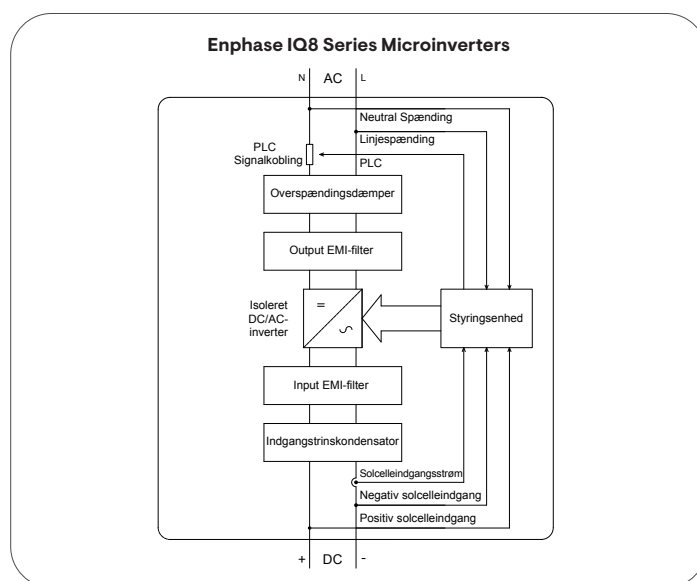 Enphase IQ8 Series Microinverters
N AC L
Neutral Spænding
Linjespænding
PLC
Signalkobling
PLC
Overspændingsdæmper
Output EMI-filter
Isoleret
DC/AC-
inverter
Styringsenhed
Input EMI-filter
Indgangstrinskondensator
Solcelleindgangsstrøm
Negativ solcelleindgang
Positiv solcelleindgang
+ DC -